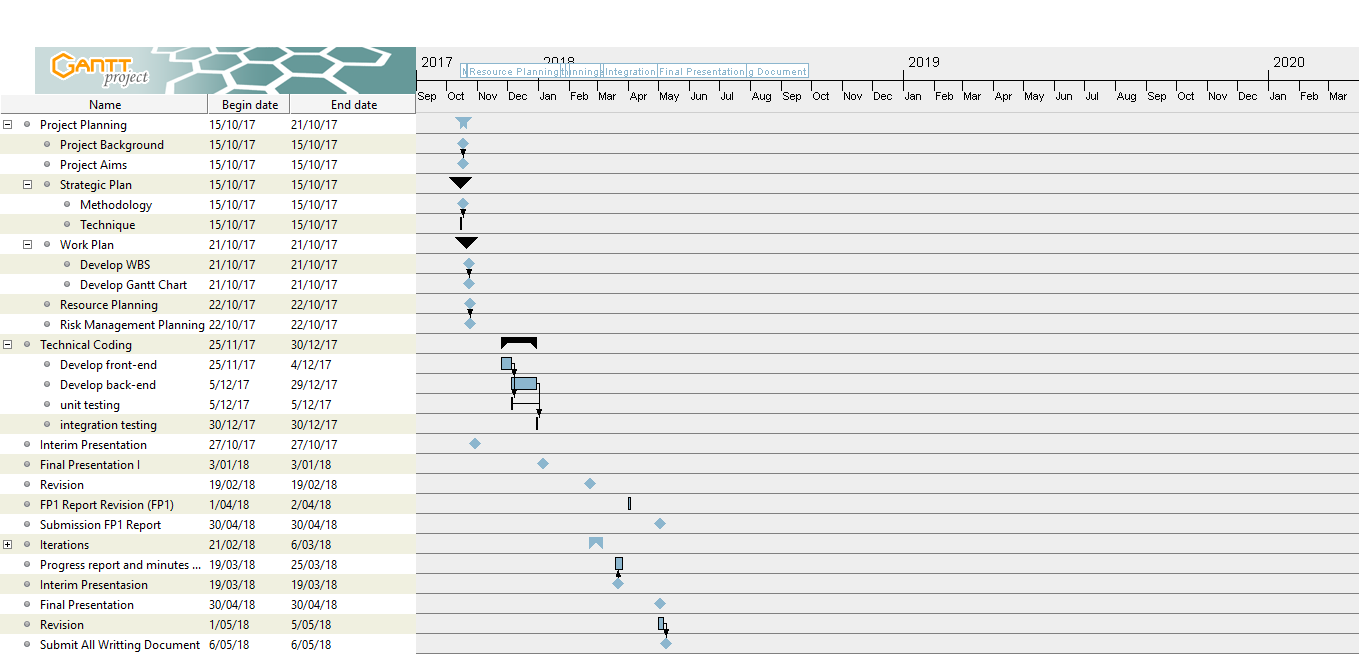 GANTT
project
2017 2018 2019 2020
Resource Planning Integration Final Presentation g Document
Sep Oct Nov Dec Jan Feb Mar Apr May Jun Jul Aug Sep Oct Nov Dec Jan Feb Mar Apr May Jun Jul Aug Sep Oct Nov Dec Jan Feb Mar
Name Begin date End date
Project Planning 15/10/17 21/10/17
Project Background 15/10/17 15/10/17
Project Aims 15/10/17 15/10/17
Strategic Plan 15/10/17 15/10/17
Methodology 15/10/17 15/10/17
Technique 15/10/17 15/10/17
Work Plan 21/10/17 21/10/17
Develop WBS 21/10/17 21/10/17
Develop Gantt Chart 21/10/17 21/10/17
Resource Planning 22/10/17 22/10/17
Risk Management Planning 22/10/17 22/10/17
Technical Coding 25/11/17 30/12/17
Develop front-end 25/11/17 4/12/17
Develop back-end 5/12/17 29/12/17
unit testing 5/12/17 5/12/17
integration testing 30/12/17 30/12/17
Interim Presentation 27/10/17 27/10/17
Final Presentation I 3/01/18 3/01/18
Revision 19/02/18 19/02/18
FP1 Report Revision (FP1) 1/04/18 2/04/18
Submission FP1 Report 30/04/18 30/04/18
Iterations 21/02/18 6/03/18
Progress report and minutes ... 19/03/18 25/03/18
Interim Presentasion 19/03/18 19/03/18
Final Presentation 30/04/18 30/04/18
Revision 1/05/18 5/05/18
Submit All Writting Document 6/05/18 6/05/18